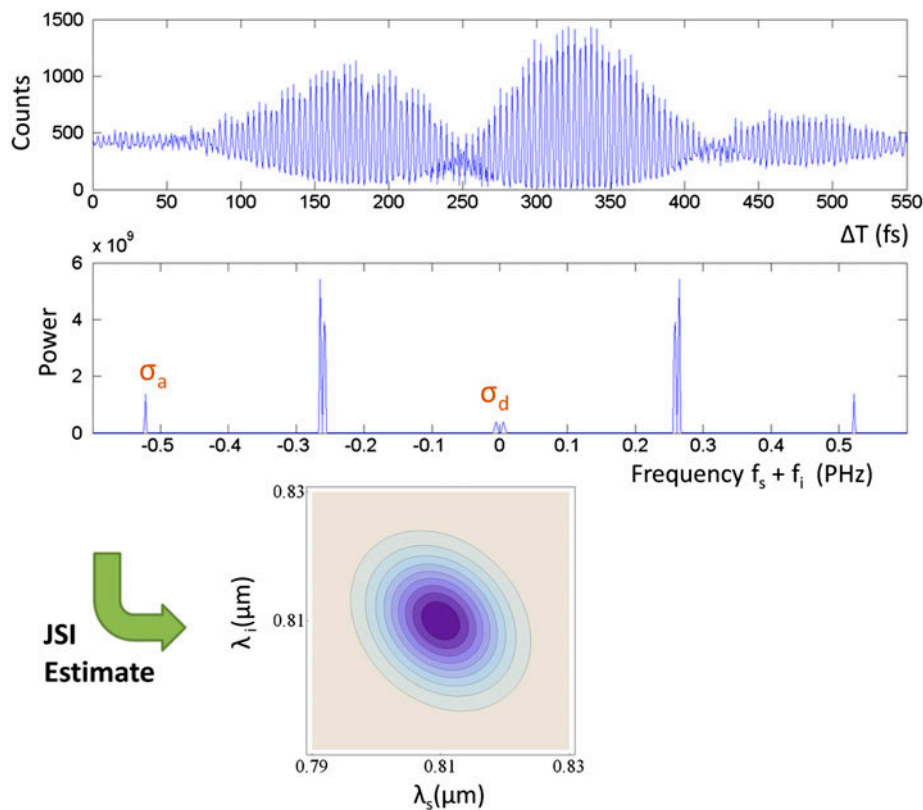 1500
1000
500
0
Counts
0 50 100 150 200 250 300 350 400 450 500 550
ΔT (fs)
x 10⁹
6
4
2
0
Power
σₐ
σ_d
-0.5 -0.4 -0.3 -0.2 -0.1 0 0.1 0.2 0.3 0.4 0.5
Frequency fₛ + fᵢ (PHz)
0.83
0.81
λᵢ(μm)
0.79 0.81 0.83
λₛ(μm)
JSI
Estimate